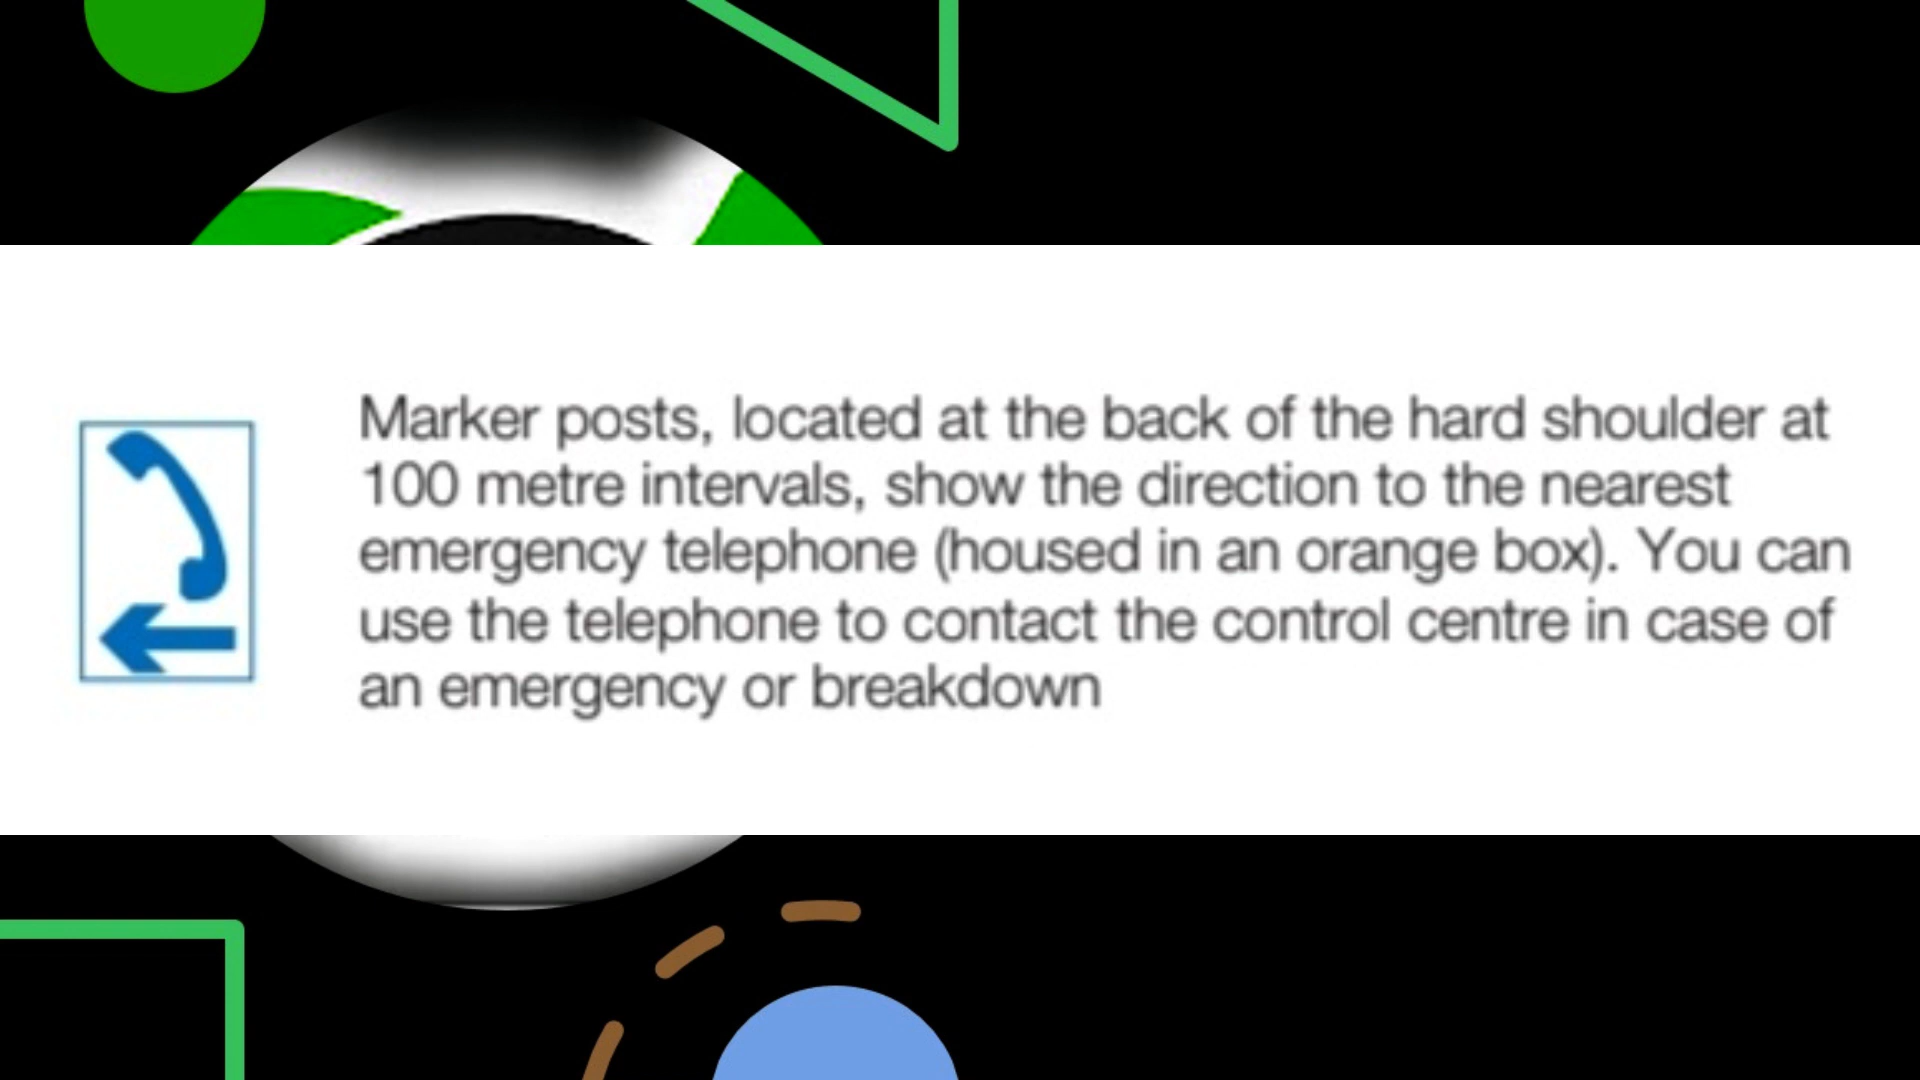 Marker posts, located at the back of the hard shoulder at
100 metre intervals, show the direction to the nearest
emergency telephone (housed in an orange box). You can
use the telephone to contact the control centre in case of
an emergency or breakdown